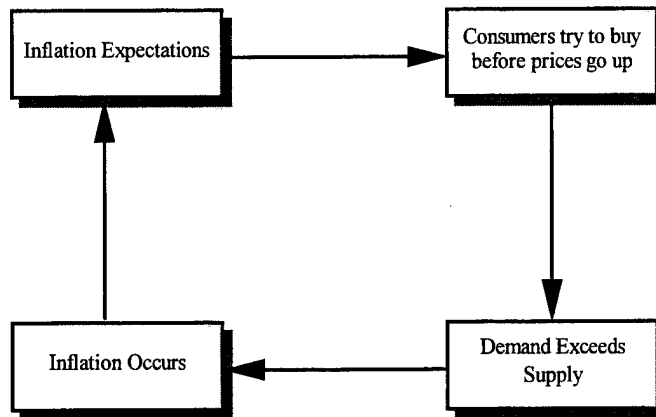 Inflation Expectations
Consumers try to buy
before prices go up
Inflation Occurs
Demand Exceeds
Supply